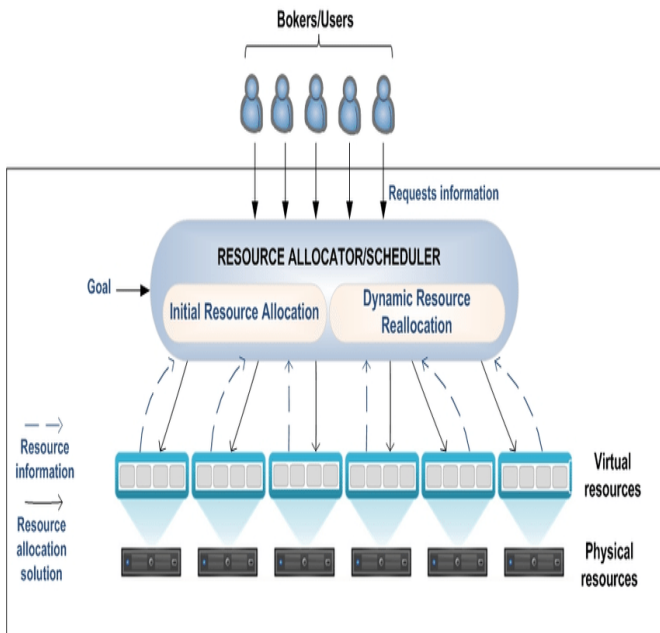 Bokers/Users
Requests information
RESOURCE ALLOCATOR/SCHEDULER
Goal
Initial Resource Allocation
Dynamic Resource
Reallocation
Resource
information
Virtual
resources
Resource
allocation
solution
Physical
resources